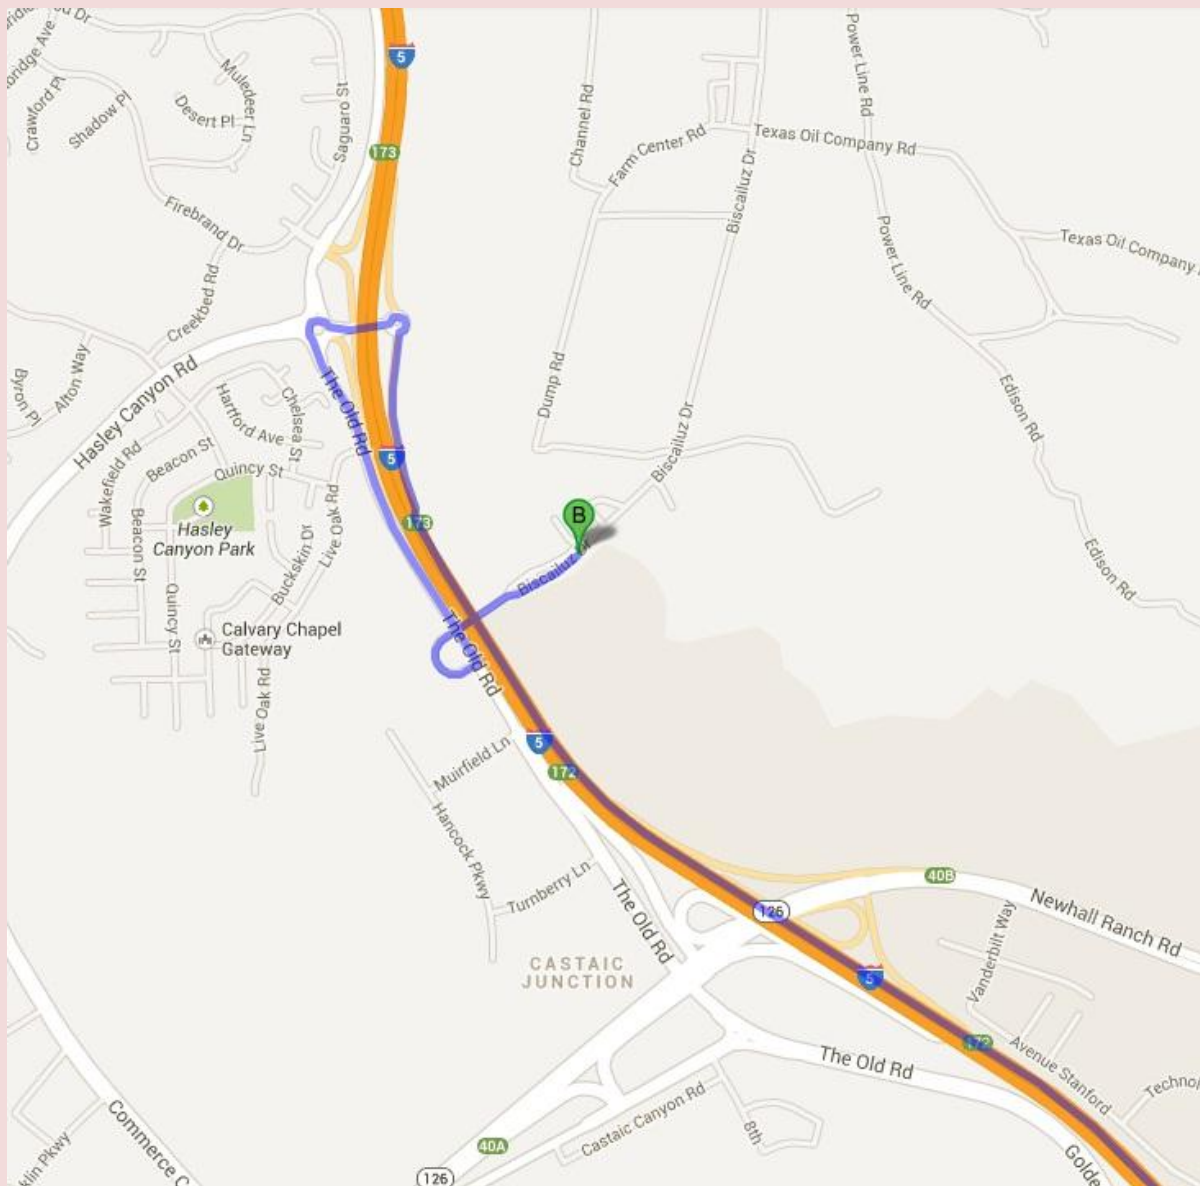 5
Muledeer Ln
Crawford Pl
Shadow Pl
Desert Pl
Saguaro St
173
Channel Rd
Farm Center Rd
Power Line Rd
Texas Oil Company Rd
Biscailuz Dr
Firebrand Dr
Power Line Rd
Texas Oil Company
Creekbed Rd
Hasley Canyon Rd
Afton Way
Byron Pl
The Old Rd
Dump Rd
Edison Rd
Chelsea St
Hartford Ave
Wakefield Rd
Beacon St
Quincy St
5
Biscailuz Dr
Hasley
Canyon Park
173
B
Live Oak Rd
Buckskin Dr
Beacon St
Quincy St
Biscailuz
Edison Rd
Calvary Chapel
Gateway
The Old Rd
Live Oak Rd
Muirfield Ln
5
172
Hancock Pkwy
Turnberry Ln
The Old Rd
40B
126
Newhall Ranch Rd
Vanderbilt Way
CASTAIC
JUNCTION
5
172
Avenue Stanford
The Old Rd
Castaic Canyon Rd
8th
Commerce C
40A
126